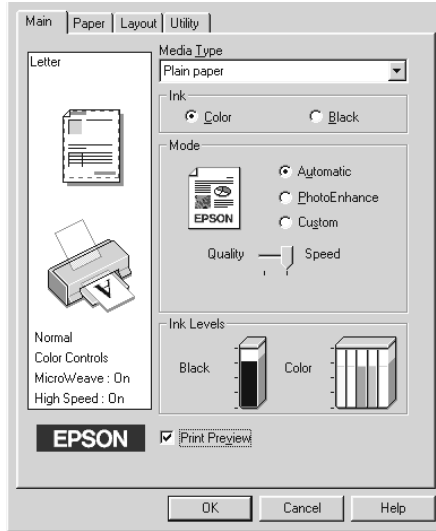 Main Paper Layout Utility
Letter
Media Type
Plain paper
Ink
Color Black
Mode
EPSON
Automatic
PhotoEnhance
Custom
Quality Speed
A
Ink Levels
Black Color
Normal
Color Controls
MicroWeave : On
High Speed : On
EPSON
Print Preview
OK Cancel Help